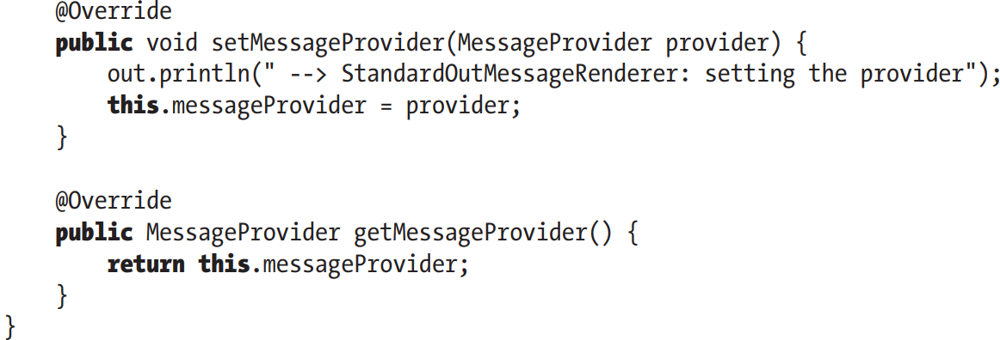 @Override
public void setMessageProvider(MessageProvider provider) {
out.println(" --> StandardOutMessageRenderer: setting the provider");
this.messageProvider = provider;
}
@Override
public MessageProvider getMessageProvider() {
return this.messageProvider;
}
}